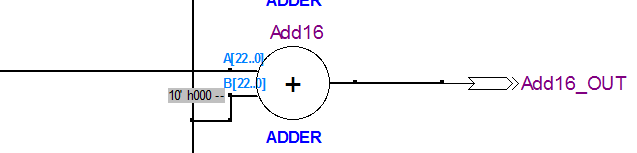 ADDER
Add16
A[22..0]
B[22..0]
10' h000 --
+
Add16_OUT
ADDER